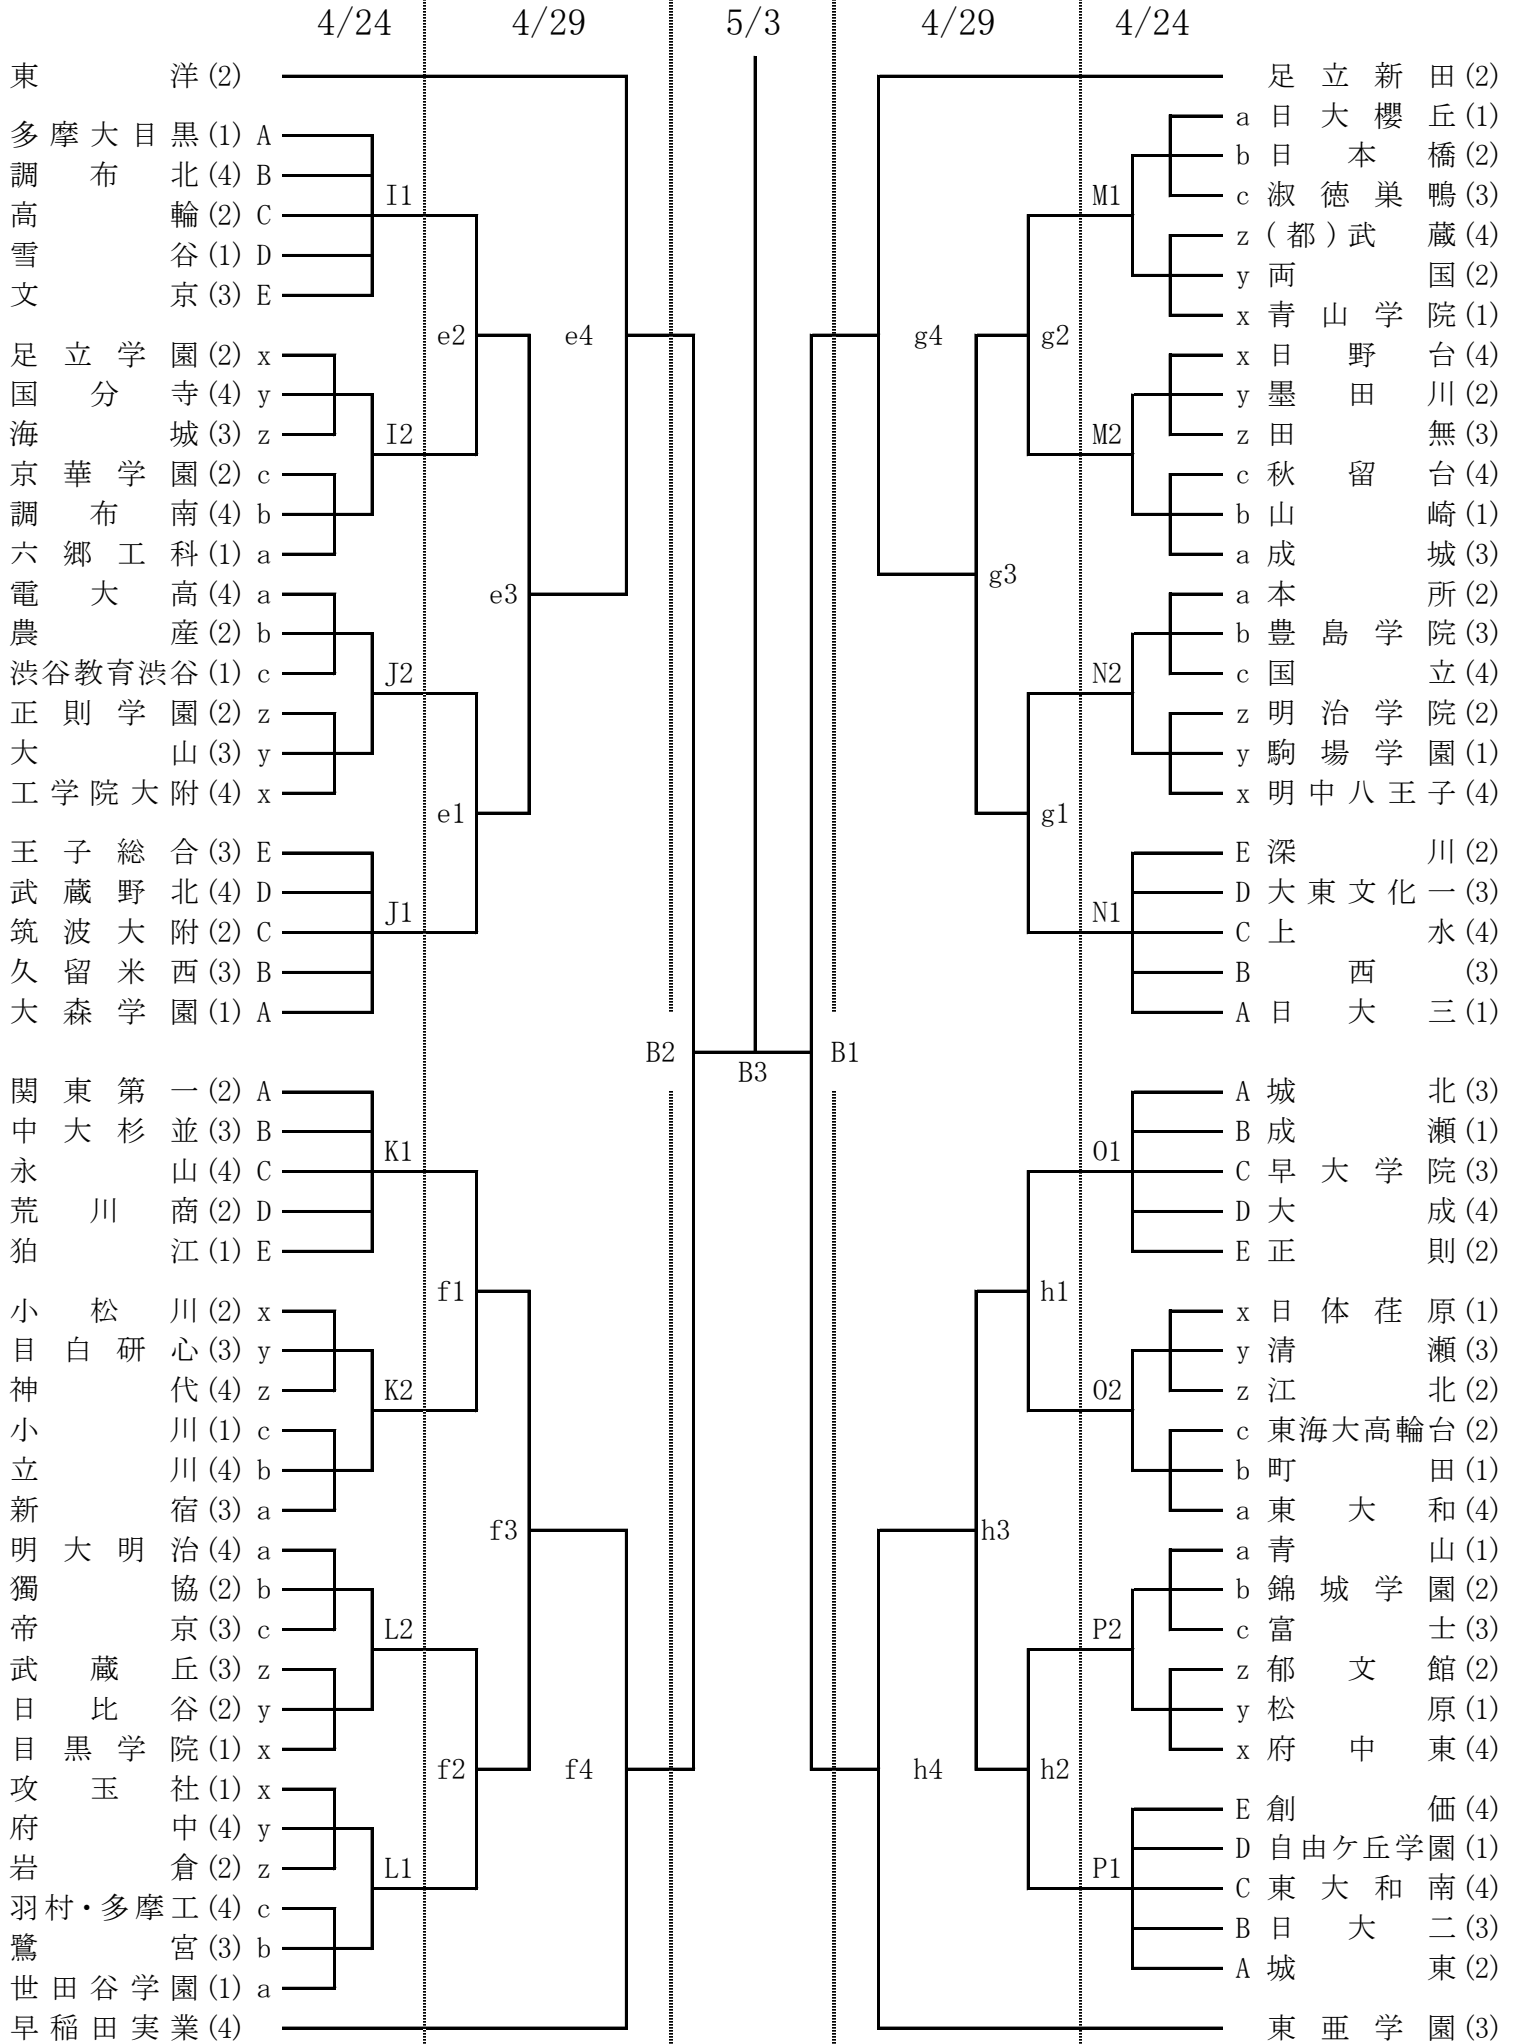 4/24 4/29 5/3 4/29 4/24
東洋(2) 足立新田(2)
多摩大目黒(1) A a 日大櫻丘(1)
調布北(4) B b 日本橋(2)
I1 M1
高輪(2) C c 淑徳巣鴨(3)
雪谷(1) D z (都)武蔵(4)
文京(3) E y 両国(2)
x 青山学院(1)
e2 e4 g4 g2
足立学園(2) x x 日野台(4)
国分寺(4) y y 墨田川(2)
海城(3) z I2 M2 z 田無(3)
京華学園(2) c c 秋留台(4)
調布南(4) b b 山崎(1)
六郷工科(1) a a 成城(3)
g3
電大高(4) a e3 a 本所(2)
農産(2) b b 豊島学院(3)
渋谷教育渋谷(1) c J2 N2 c 国立(4)
正則学園(2) z z 明治学院(2)
大山(3) y y 駒場学園(1)
工学院大附(4) x x 明中八王子(4)
e1 g1
王子総合(3) E E 深川(2)
武蔵野北(4) D D 大東文化一(3)
J1 N1
筑波大附(2) C C 上水(4)
久留米西(3) B B 西(3)
大森学園(1) A A 日大三(1)
B2 B1
B3
関東第一(2) A A 城北(3)
中大杉並(3) B B 成瀬(1)
K1 O1
永山(4) C C 早大学院(3)
荒川商(2) D D 大成(4)
狛江(1) E E 正則(2)
f1 h1
小松川(2) x x 日体荏原(1)
目白研心(3) y y 清瀬(3)
神代(4) z K2 O2 z 江北(2)
小川(1) c c 東海大高輪台(2)
立川(4) b b 町田(1)
新宿(3) a a 東大和(4)
f3 h3
明大明治(4) a a 青山(1)
獨協(2) b b 錦城学園(2)
帝京(3) c L2 P2 c 富士(3)
武蔵丘(3) z z 郁文館(2)
日比谷(2) y y 松原(1)
目黒学院(1) x x 府中東(4)
f2 f4 h4 h2
攻玉社(1) x E 創価(4)
府中(4) y D 自由ケ丘学園(1)
岩倉(2) z L1 P1 C 東大和南(4)
羽村・多摩工(4) c B 日大二(3)
鷺宮(3) b A 城東(2)
世田谷学園(1) a
早稲田実業(4) 東亜学園(3)